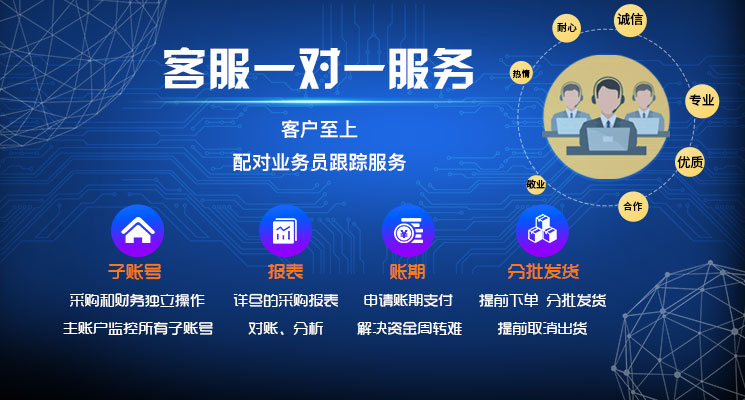 客服一对一服务
客户至上
配对业务员跟踪服务
诚信
耐心
热情
专业
优质
敬业
合作
子账号
采购和财务独立操作
主账户监控所有子账号
报表
详尽的采购报表
对账、分析
账期
申请账期支付
解决资金周转难
分批发货
提前下单 分批发货
提前取消出货